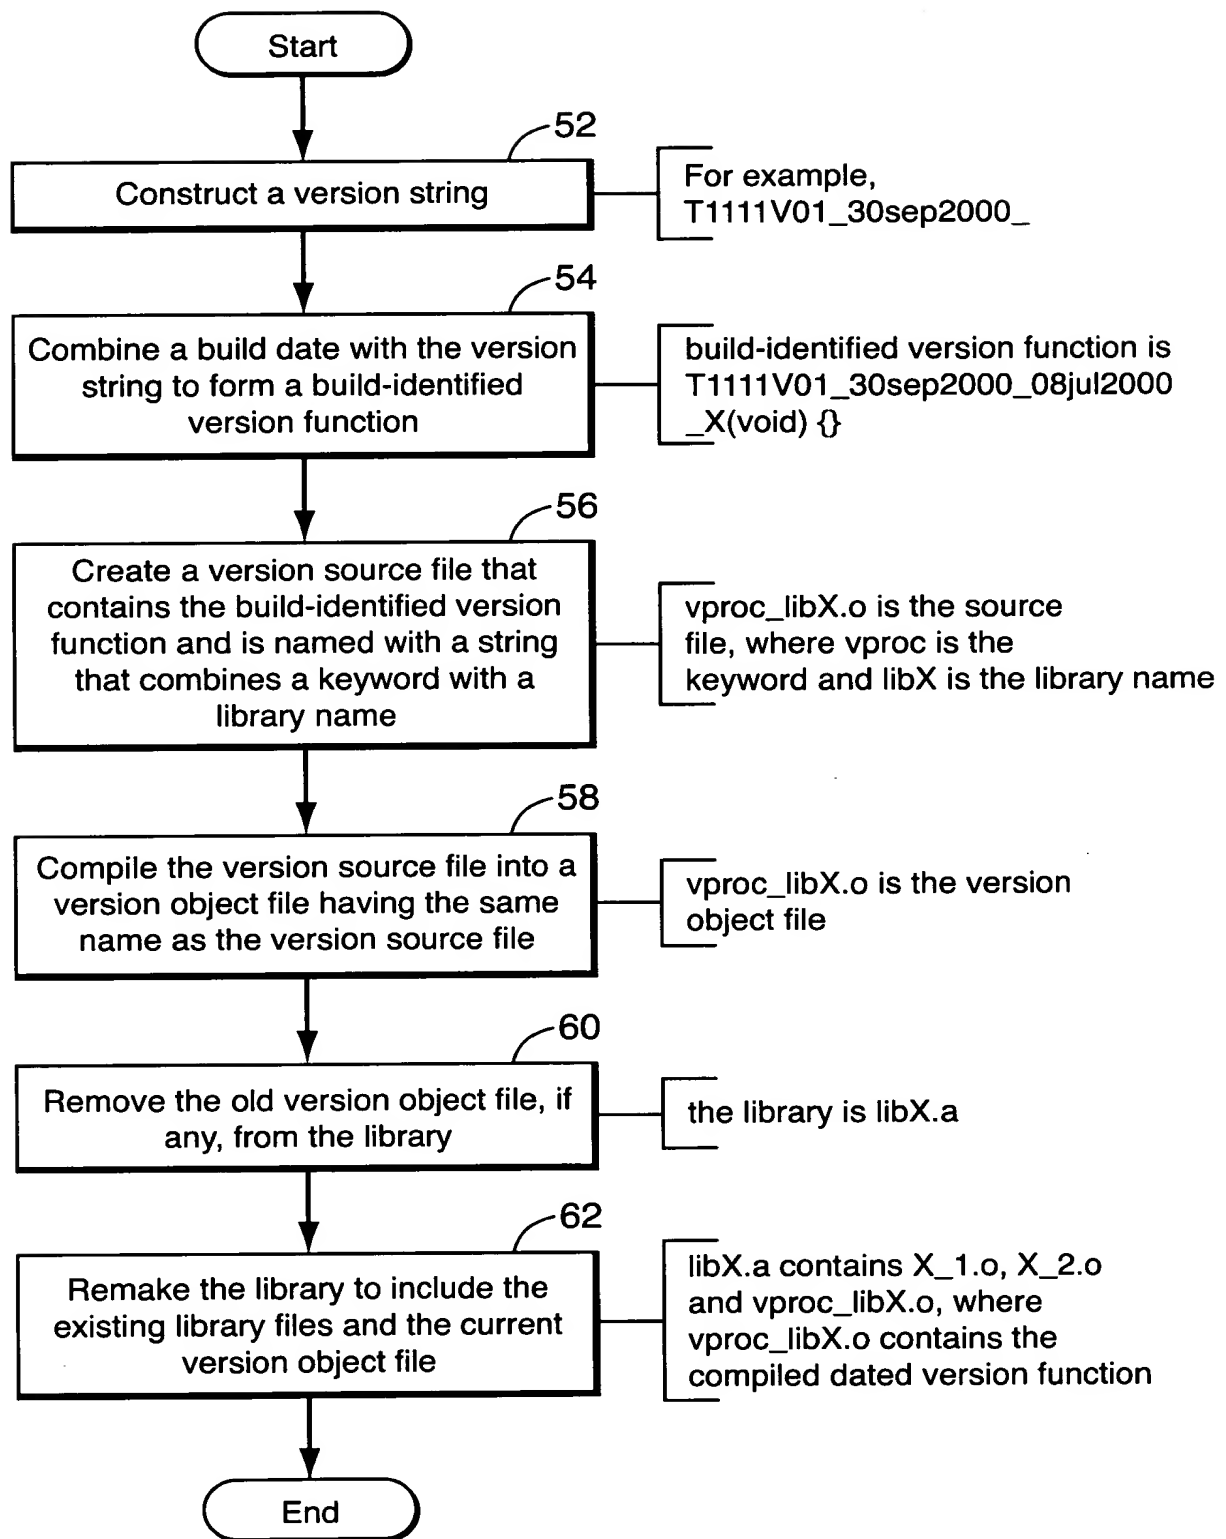 Start
52
Construct a version string
For example,
T1111V01_30sep2000_
54
Combine a build date with the version
string to form a build-identified
version function
build-identified version function is
T1111V01_30sep2000_08jul2000
_X(void) {}
56
Create a version source file that
contains the build-identified version
function and is named with a string
that combines a keyword with a
library name
vproc_libX.o is the source
file, where vproc is the
keyword and libX is the library name
58
Compile the version source file into a
version object file having the same
name as the version source file
vproc_libX.o is the version
object file
60
Remove the old version object file, if
any, from the library
the library is libX.a
62
Remake the library to include the
existing library files and the current
version object file
libX.a contains X_1.o, X_2.o
and vproc_libX.o, where
vproc_libX.o contains the
compiled dated version function
End